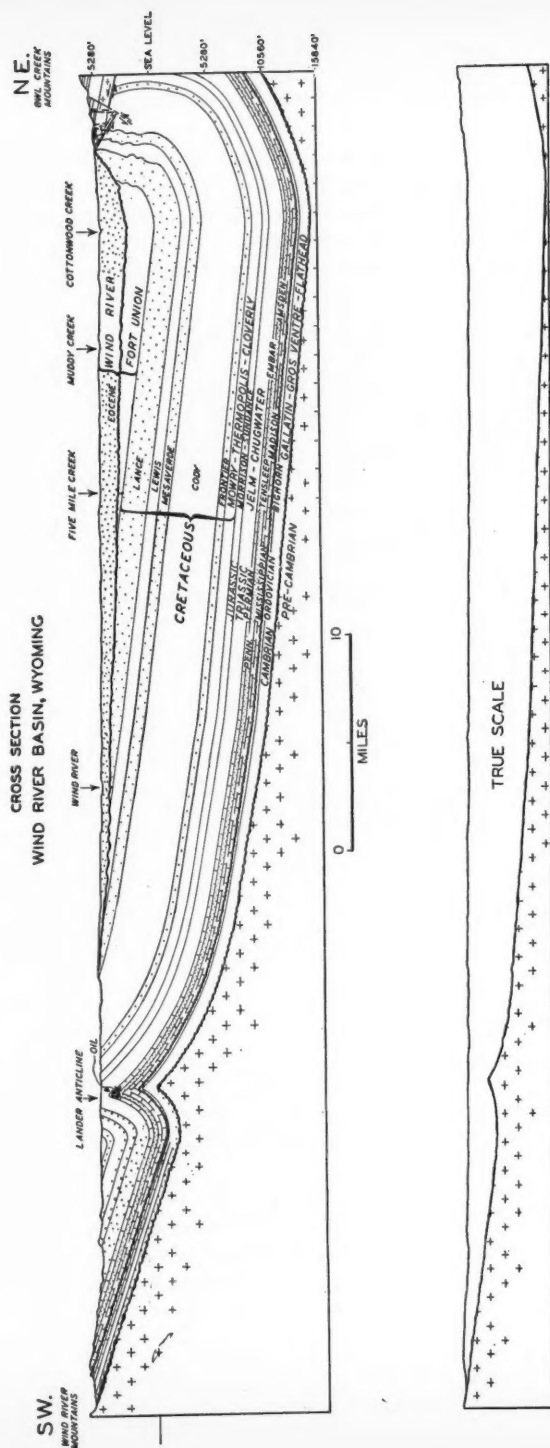 CROSS SECTION
WIND RIVER BASIN, WYOMING
SW.
WIND RIVER
MOUNTAINS
LANDER ANTICLINE
OIL
WIND RIVER
FIVE MILE CREEK
MUDDY CREEK
COTTONWOOD CREEK
NE.
OWL CREEK
MOUNTAINS
5280'
SEA LEVEL
5280'
10560'
15840'
EOCENE
WIND RIVER
FORT UNION
LANCE
LEWIS
MESAVERDE
CODY
CRETACEOUS
FRONTIER
MOWRY - THERMOPOLIS - CLOVERLY
JURASSIC
MORRISON - SUNDANCE
TRIASSIC
JELM - CHUGWATER
PERMIAN
EMBAR
PENN.
TENSLEEP
AMSDEN
MISSISSIPPIAN
MADISON
ORDOVICIAN
BIGHORN
CAMBRIAN
GALLATIN - GROS VENTRE - FLATHEAD
PRE-CAMBRIAN
0
10
MILES
TRUE SCALE